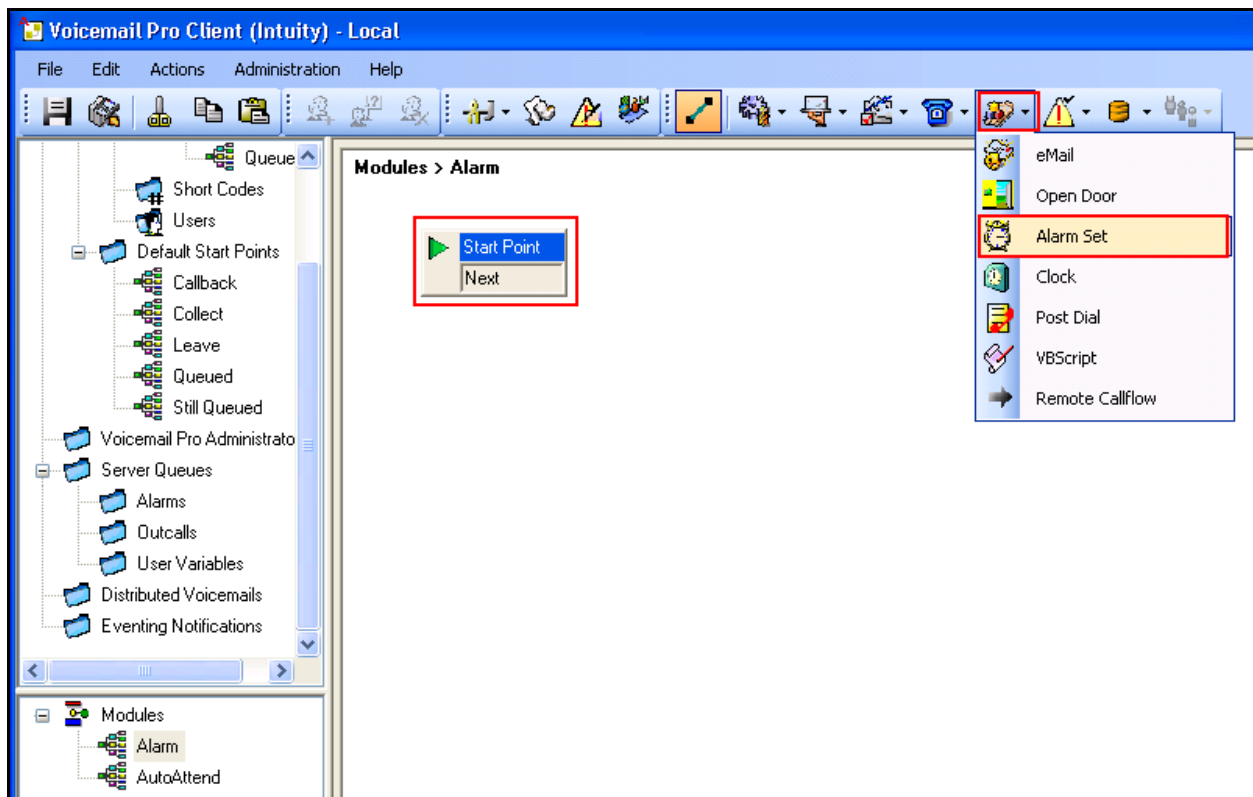 Voicemail Pro Client (Intuity) - Local
File Edit Actions Administration Help
Queue
Short Codes
Users
Default Start Points
Callback
Collect
Leave
Queued
Still Queued
Voicemail Pro Administrato
Server Queues
Alarms
Outcalls
User Variables
Distributed Voicemails
Eventing Notifications
Modules
Alarm
AutoAttend
Modules > Alarm
Start Point
Next
eMail
Open Door
Alarm Set
Clock
Post Dial
VBScript
Remote Callflow